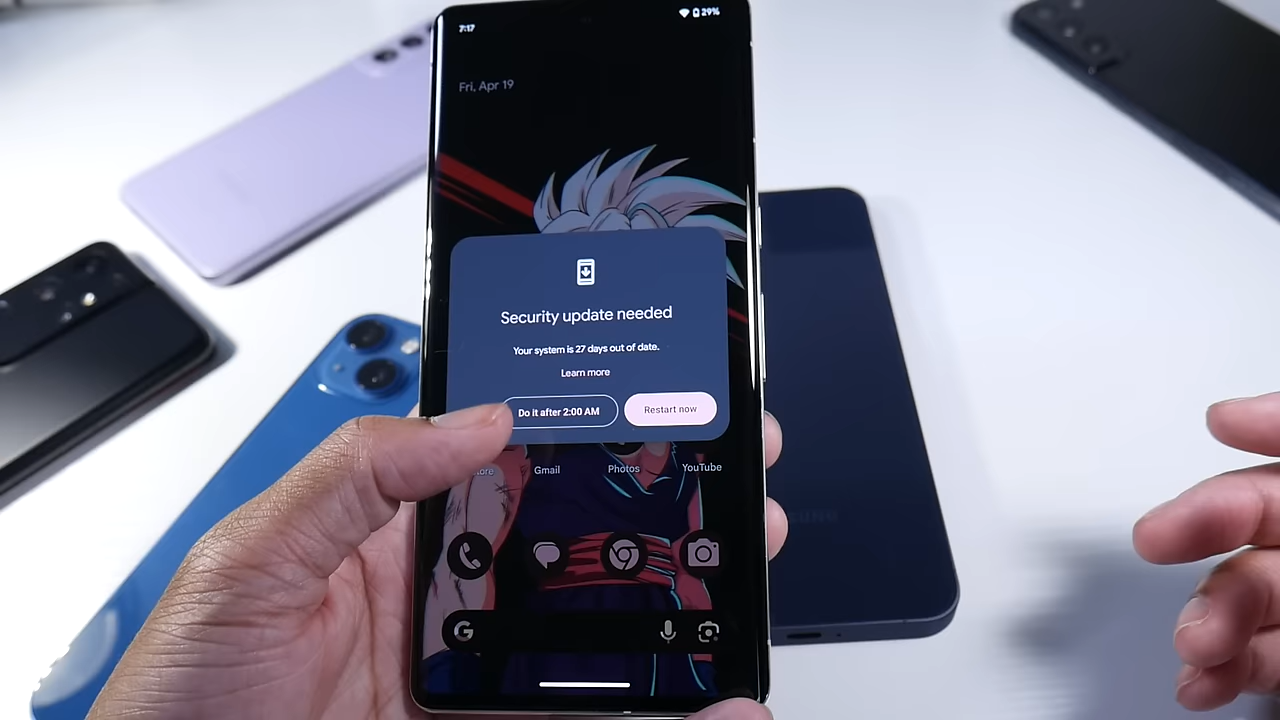 7:17
29%
Fri, Apr 19
Security update needed
Your system is 27 days out of date.
Learn more
Do it after 2:00 AM
Restart now
Gmail
Photos
YouTube
G